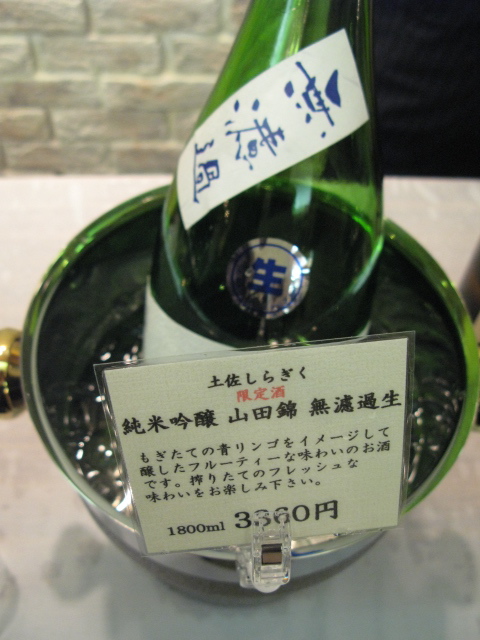 無濾過
生
土佐しらぎく
限定酒
純米吟醸 山田錦 無濾過生
もぎたての青リンゴをイメージして
醸したフルーティーな味わいのお酒
です。搾りたてのフレッシュな
味わいをお楽しみ下さい。
1800ml 3360円